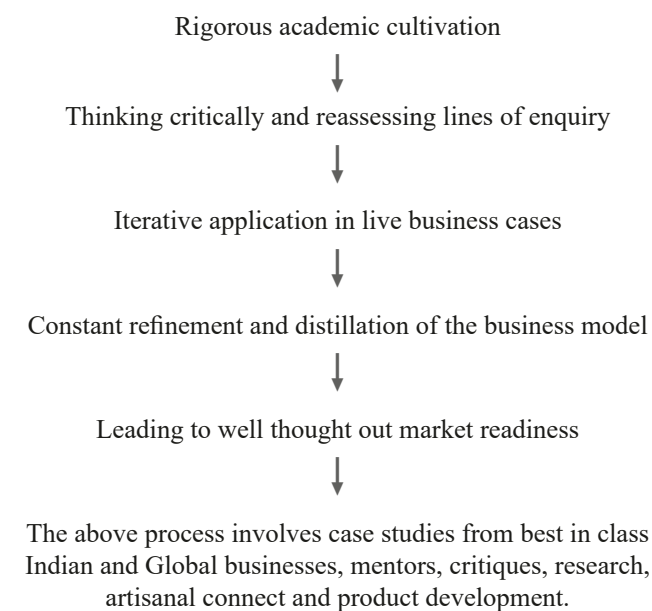 Rigorous academic cultivation
Thinking critically and reassessing lines of enquiry
Iterative application in live business cases
Constant refinement and distillation of the business model
Leading to well thought out market readiness
The above process involves case studies from best in class
Indian and Global businesses, mentors, critiques, research,
artisanal connect and product development.